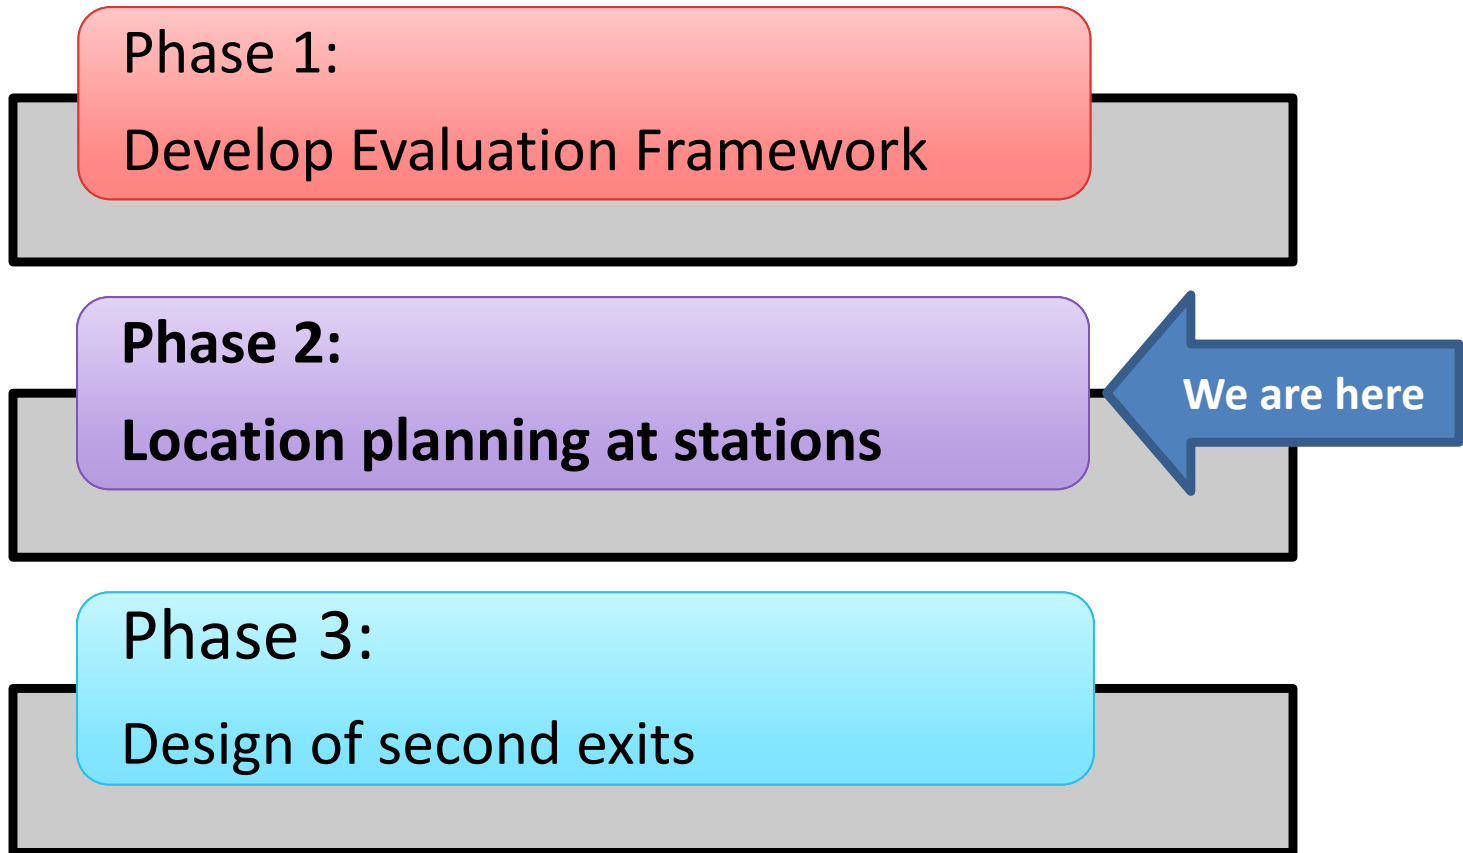 Phase 1:
Develop Evaluation Framework
Phase 2:
Location planning at stations
We are here
Phase 3:
Design of second exits